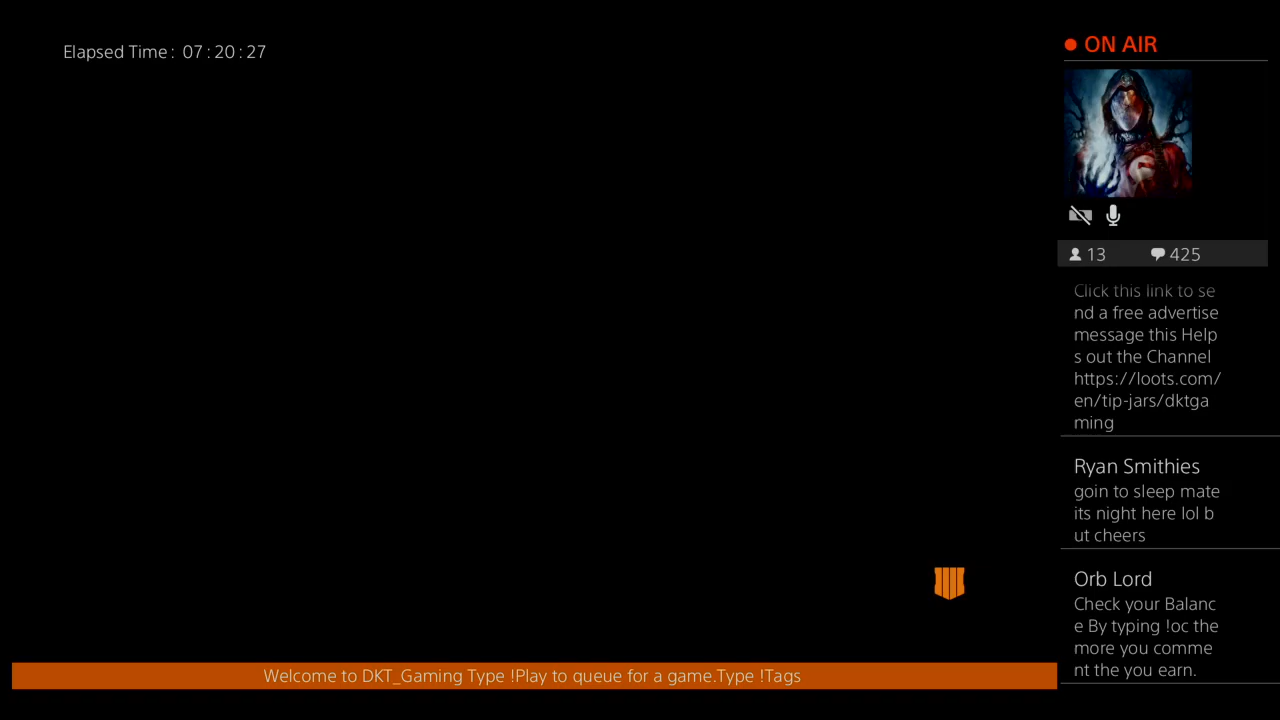 Elapsed Time: 07:20:27
ON AIR
13 425
Click this link to se
nd a free advertise
message this Help
s out the Channel
https://loots.com/
en/tip-jars/dktga
ming
Ryan Smithies
goin to sleep mate
its night here lol b
ut cheers
Orb Lord
Check your Balanc
e By typing !oc the
more you comme
nt the you earn.
Welcome to DKT_Gaming Type !Play to queue for a game.Type !Tags